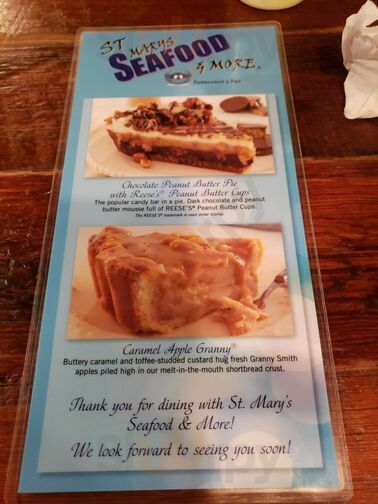 ST MARYS
SEAFOOD
& MORE®
Restaurant & Bar
Chocolate Peanut Butter Pie
with Reese's® Peanut Butter Cups
The popular candy bar in a pie. Dark chocolate and peanut
butter mousse full of REESE'S® Peanut Butter Cups.
The REESE'S® trademark is used under license.
Caramel Apple Granny®
Buttery caramel and toffee-studded custard hug fresh Granny Smith
apples piled high in our melt-in-the-mouth shortbread crust.
Thank you for dining with St. Mary's
Seafood & More!
We look forward to seeing you soon!